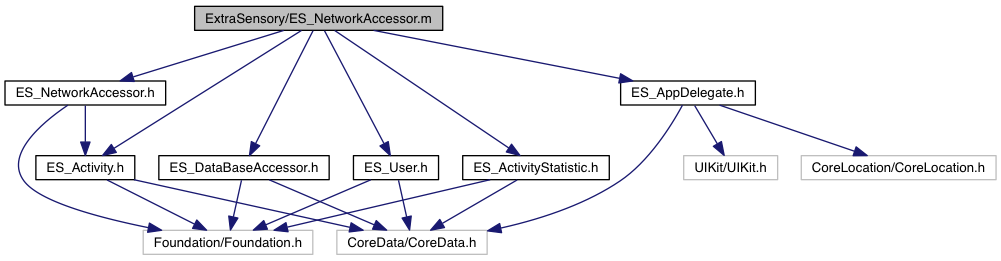 ExtraSensory/ES_NetworkAccessor.m
ES_NetworkAccessor.h
ES_AppDelegate.h
ES_Activity.h
ES_DataBaseAccessor.h
ES_User.h
ES_ActivityStatistic.h
UIKit/UIKit.h
CoreLocation/CoreLocation.h
Foundation/Foundation.h
CoreData/CoreData.h